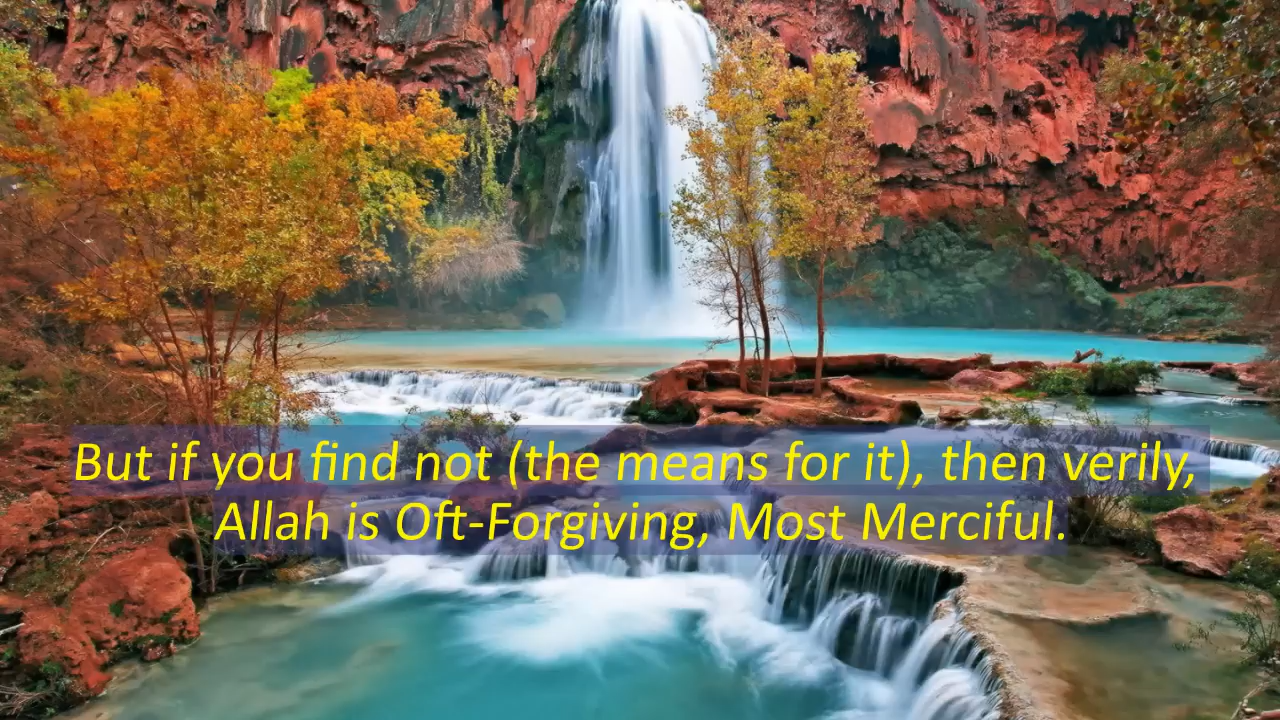 But if you find not (the means for it), then verily,
Allah is Oft-Forgiving, Most Merciful.